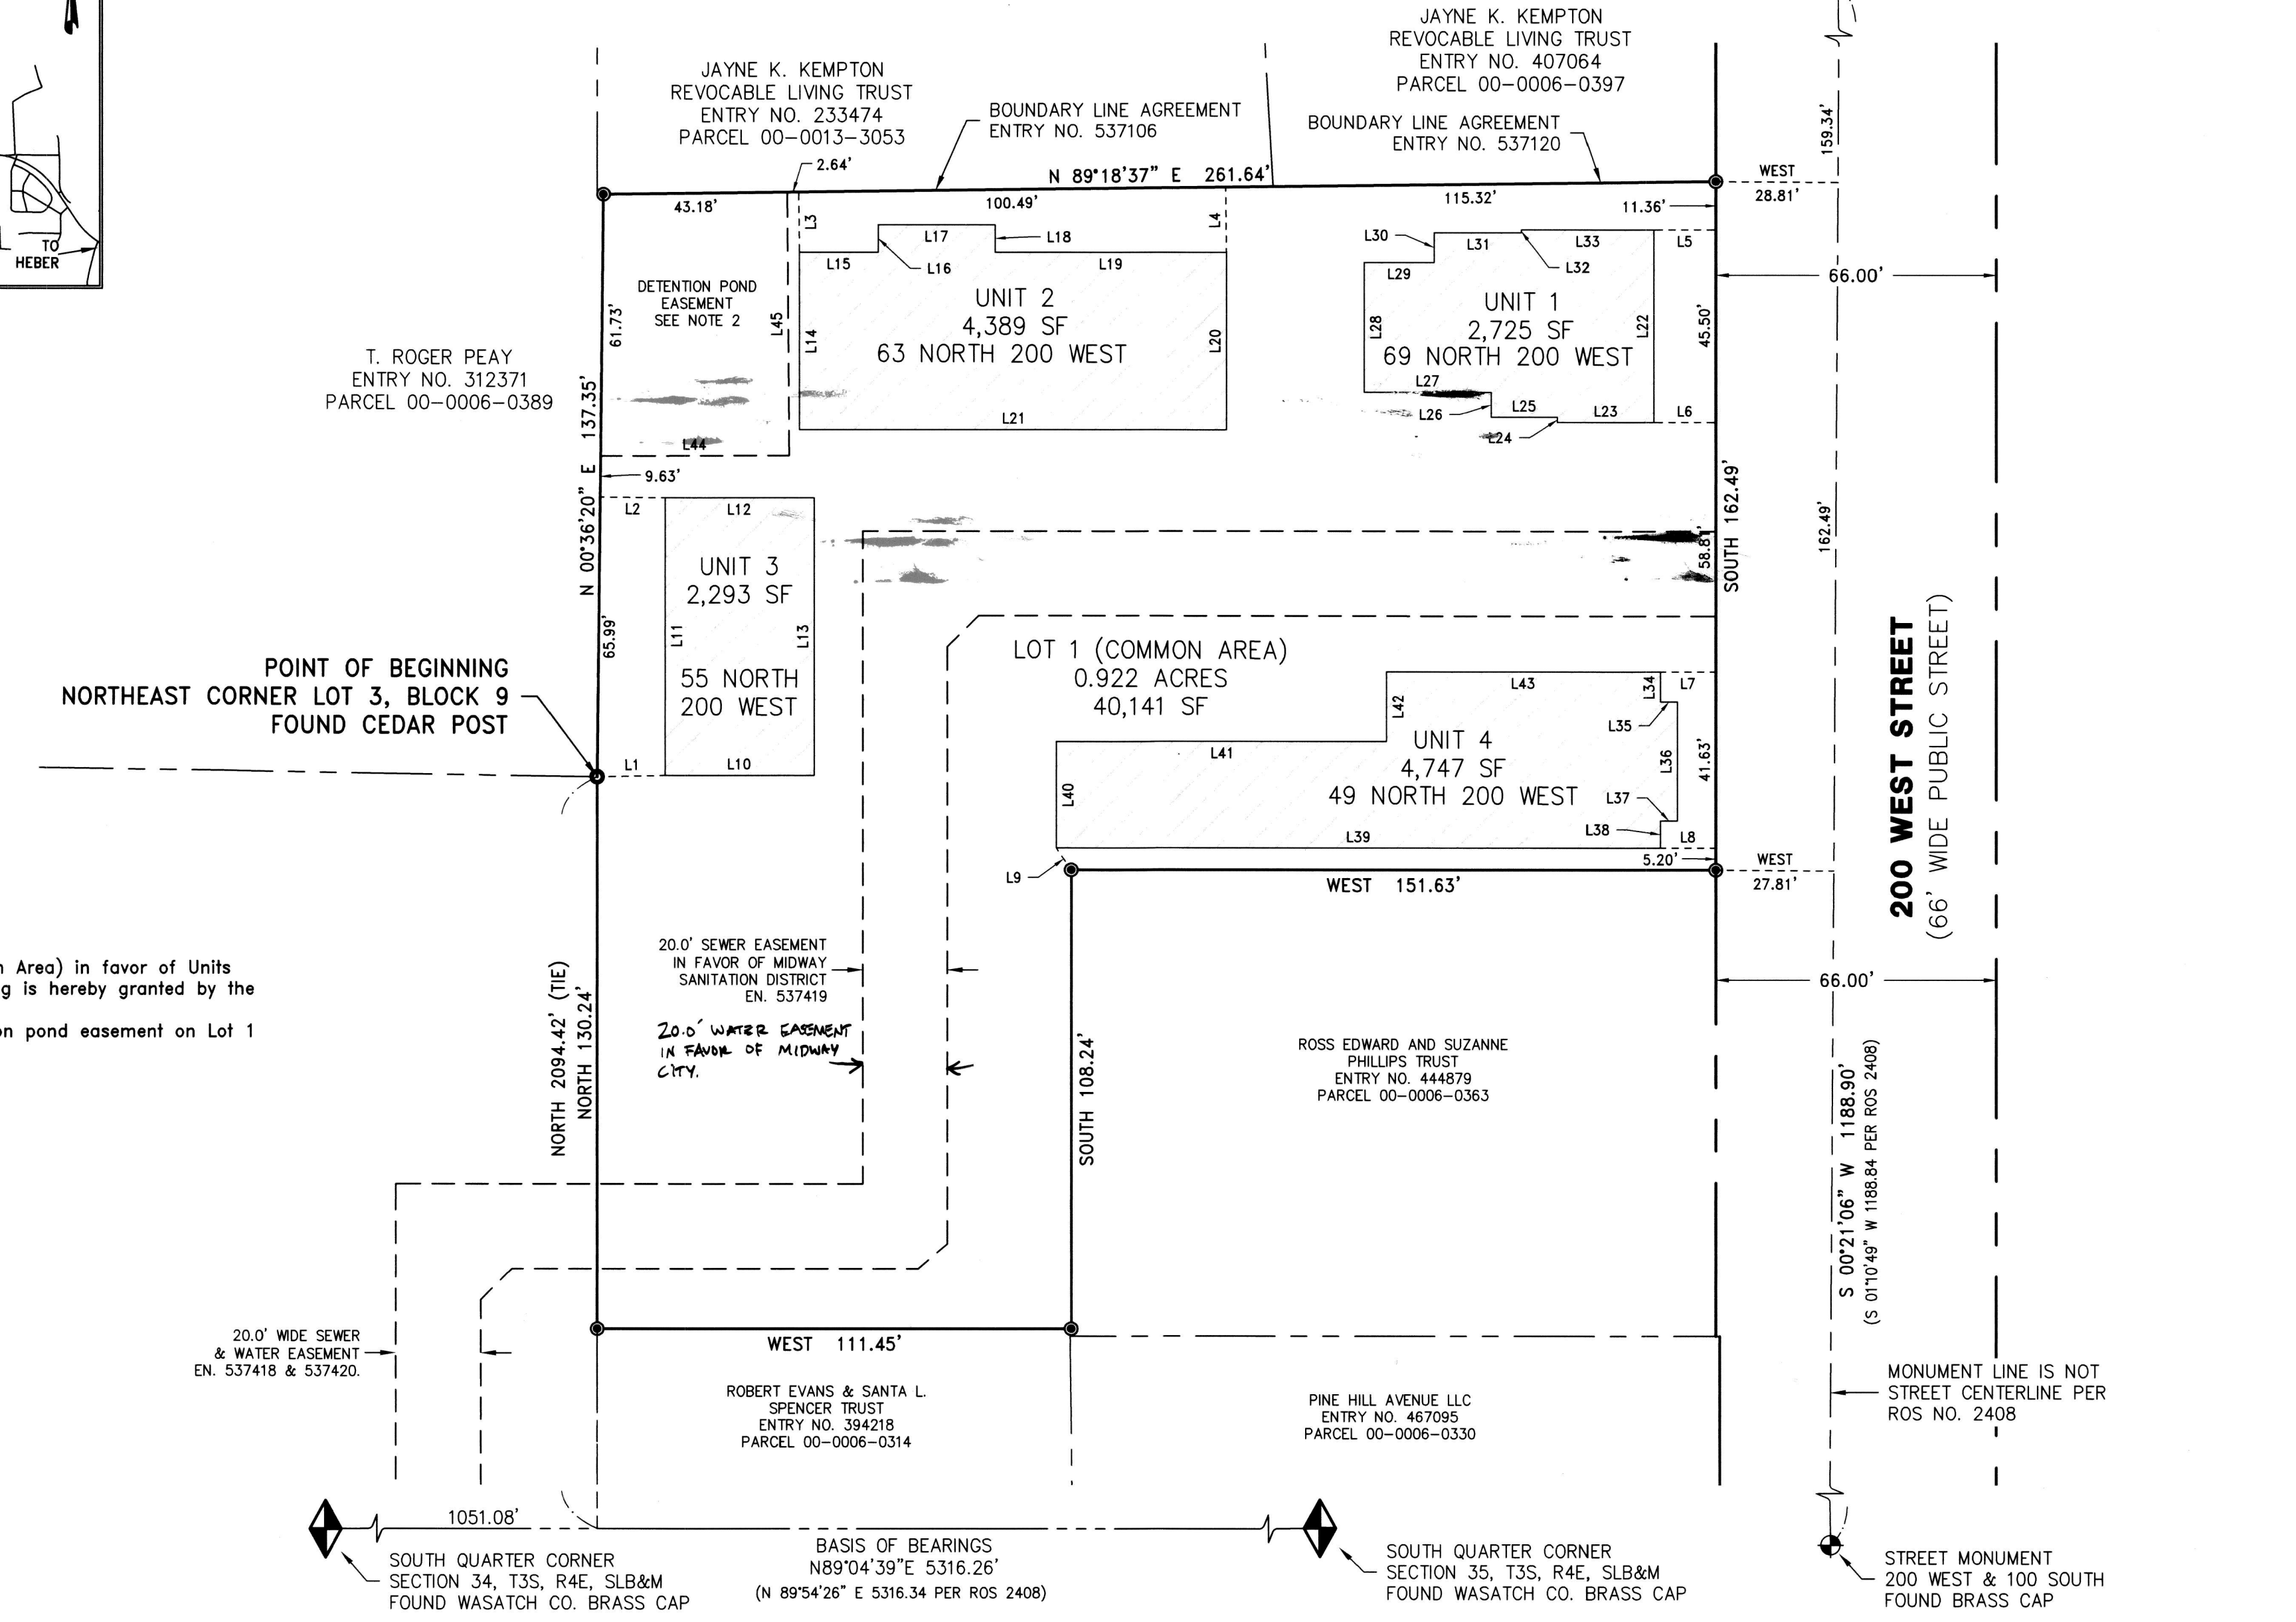 TO
HEBER
JAYNE K. KEMPTON
REVOCABLE LIVING TRUST
ENTRY NO. 233474
PARCEL 00-0013-3053
BOUNDARY LINE AGREEMENT
ENTRY NO. 537106
JAYNE K. KEMPTON
REVOCABLE LIVING TRUST
ENTRY NO. 407064
PARCEL 00-0006-0397
BOUNDARY LINE AGREEMENT
ENTRY NO. 537120
159.34'
2.64'
N 89°18'37" E 261.64'
WEST
28.81'
43.18'
100.49'
115.32'
11.36'
L3
L4
L17
L18
L15
L16
L19
L30
L31
L33
L32
L29
L5
66.00'
DETENTION POND
EASEMENT
SEE NOTE 2
61.73'
L45
L14
UNIT 2
4,389 SF
63 NORTH 200 WEST
L20
L21
L28
UNIT 1
2,725 SF
69 NORTH 200 WEST
L22
45.50'
L27
L26
L25
L24
L23
L6
T. ROGER PEAY
ENTRY NO. 312371
PARCEL 00-0006-0389
N 00°36'20" E 137.35'
L44
9.63'
L2
L12
UNIT 3
2,293 SF
L11
L13
55 NORTH
200 WEST
L1
L10
65.99'
58.81'
SOUTH 162.49'
162.49'
POINT OF BEGINNING
NORTHEAST CORNER LOT 3, BLOCK 9
FOUND CEDAR POST
LOT 1 (COMMON AREA)
0.922 ACRES
40,141 SF
L42
L43
L34
L7
L35
L41
UNIT 4
4,747 SF
49 NORTH 200 WEST
L36
41.63'
L40
L37
L38
L8
L39
L9
5.20'
WEST
27.81'
WEST 151.63'
200 WEST STREET
(66' WIDE PUBLIC STREET)
66.00'
Area) in favor of Units
g is hereby granted by the
on pond easement on Lot 1
20.0' SEWER EASEMENT
IN FAVOR OF MIDWAY
SANITATION DISTRICT
EN. 537419
20.0' WATER EASEMENT
IN FAVOR OF MIDWAY
CITY.
NORTH 2094.42' (TIE)
NORTH 130.24'
SOUTH 108.24'
ROSS EDWARD AND SUZANNE
PHILLIPS TRUST
ENTRY NO. 444879
PARCEL 00-0006-0363
S 00°21'06" W 1188.90'
(S 01°10'49" W 1188.84 PER ROS 2408)
20.0' WIDE SEWER
& WATER EASEMENT
EN. 537418 & 537420.
WEST 111.45'
ROBERT EVANS & SANTA L.
SPENCER TRUST
ENTRY NO. 394218
PARCEL 00-0006-0314
PINE HILL AVENUE LLC
ENTRY NO. 467095
PARCEL 00-0006-0330
MONUMENT LINE IS NOT
STREET CENTERLINE PER
ROS NO. 2408
1051.08'
SOUTH QUARTER CORNER
SECTION 34, T3S, R4E, SLB&M
FOUND WASATCH CO. BRASS CAP
BASIS OF BEARINGS
N89°04'39"E 5316.26'
(N 89°54'26" E 5316.34 PER ROS 2408)
SOUTH QUARTER CORNER
SECTION 35, T3S, R4E, SLB&M
FOUND WASATCH CO. BRASS CAP
STREET MONUMENT
200 WEST & 100 SOUTH
FOUND BRASS CAP